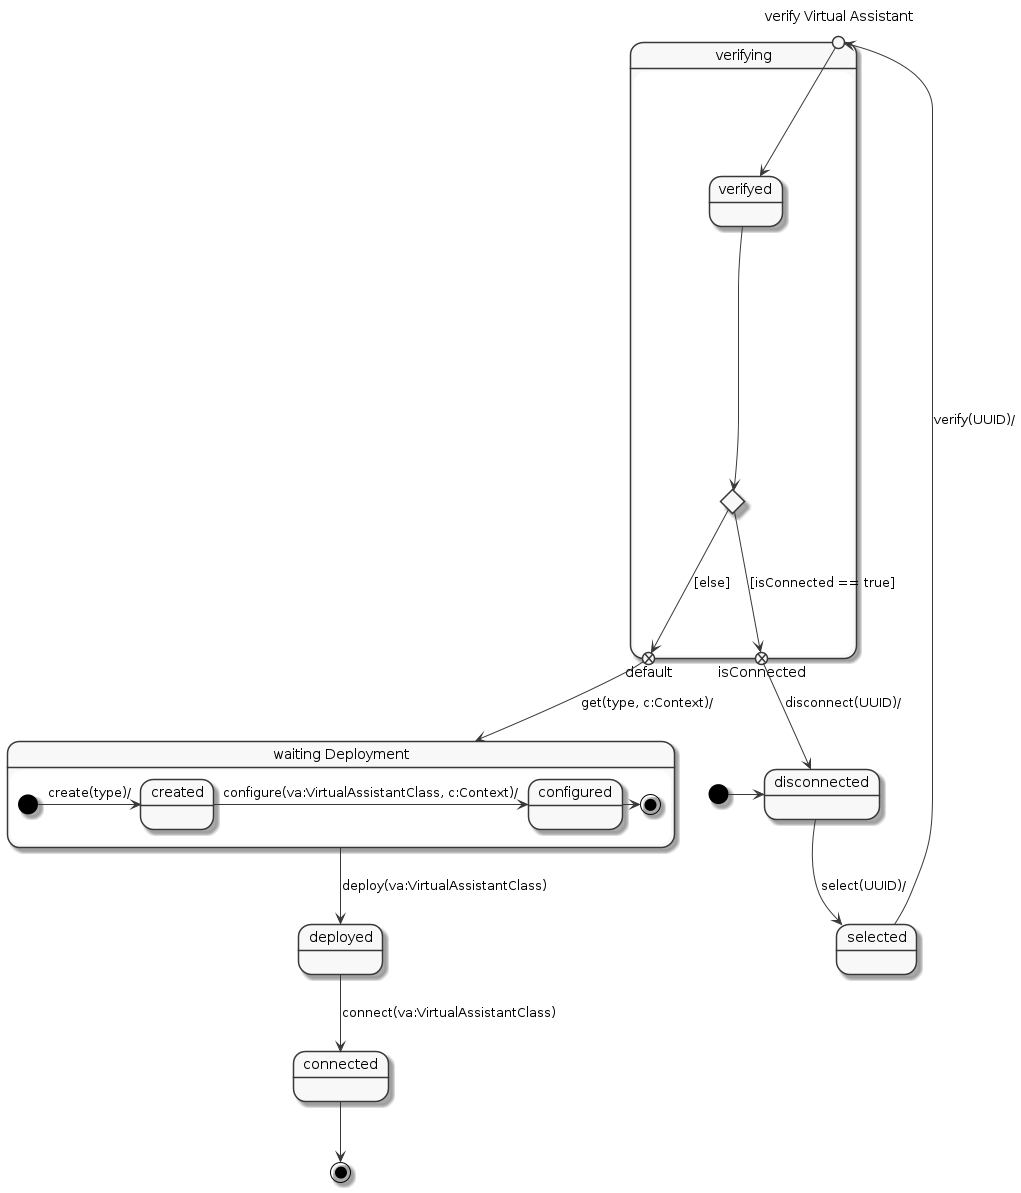 verify Virtual Assistant
verifying
verifyed
verify(UUID)/
[else]
[isConnected == true]
default
isConnected
get(type, c:Context)/
disconnect(UUID)/
waiting Deployment
create(type)/
created
configure(va:VirtualAssistantClass, c:Context)/
configured
disconnected
deploy(va:VirtualAssistantClass)
select(UUID)/
deployed
selected
connect(va:VirtualAssistantClass)
connected